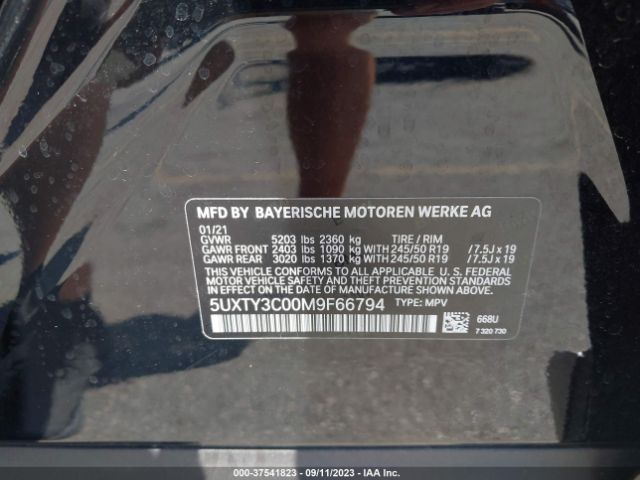 MFD BY BAYERISCHE MOTOREN WERKE AG
01/21
GVWR 5203 lbs 2360 kg TIRE / RIM
GAWR FRONT 2403 lbs 1090 kg 245/50 R19 / 7.5J x 19
GAWR REAR 3020 lbs 1370 kg 245/50 R19 / 7.5J x 19
THIS VEHICLE CONFORMS TO ALL APPLICABLE U. S. FEDERAL
MOTOR VEHICLE SAFETY, BUMPER, AND THEFT PREVENTION
STANDARDS IN EFFECT ON THE DATE OF MANUFACTURE SHOWN ABOVE.
5UXTY3C00M9F66794 TYPE: MPV
668U
7 320 730
000-37541823 - 09/11/2023 - IAA Inc.